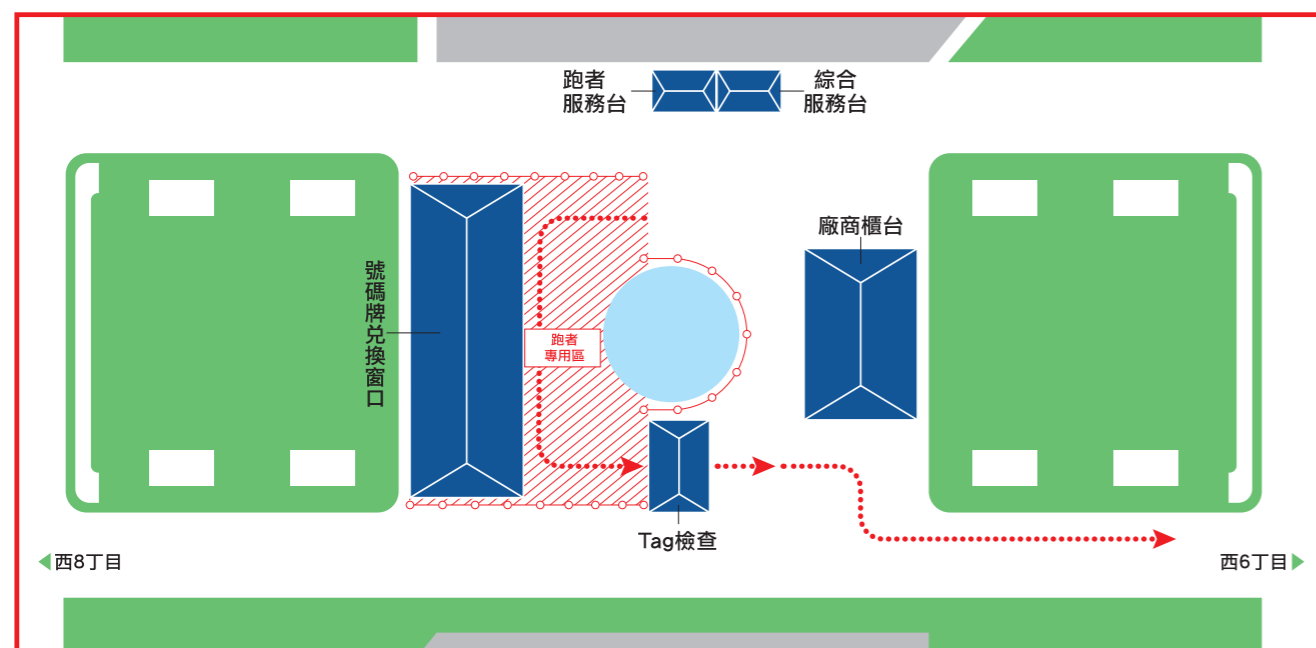 跑者
服務台
綜合
服務台
廠商櫃台
號碼牌兑換窗口
跑者
專用區
Tag檢查
西8丁目
西6丁目